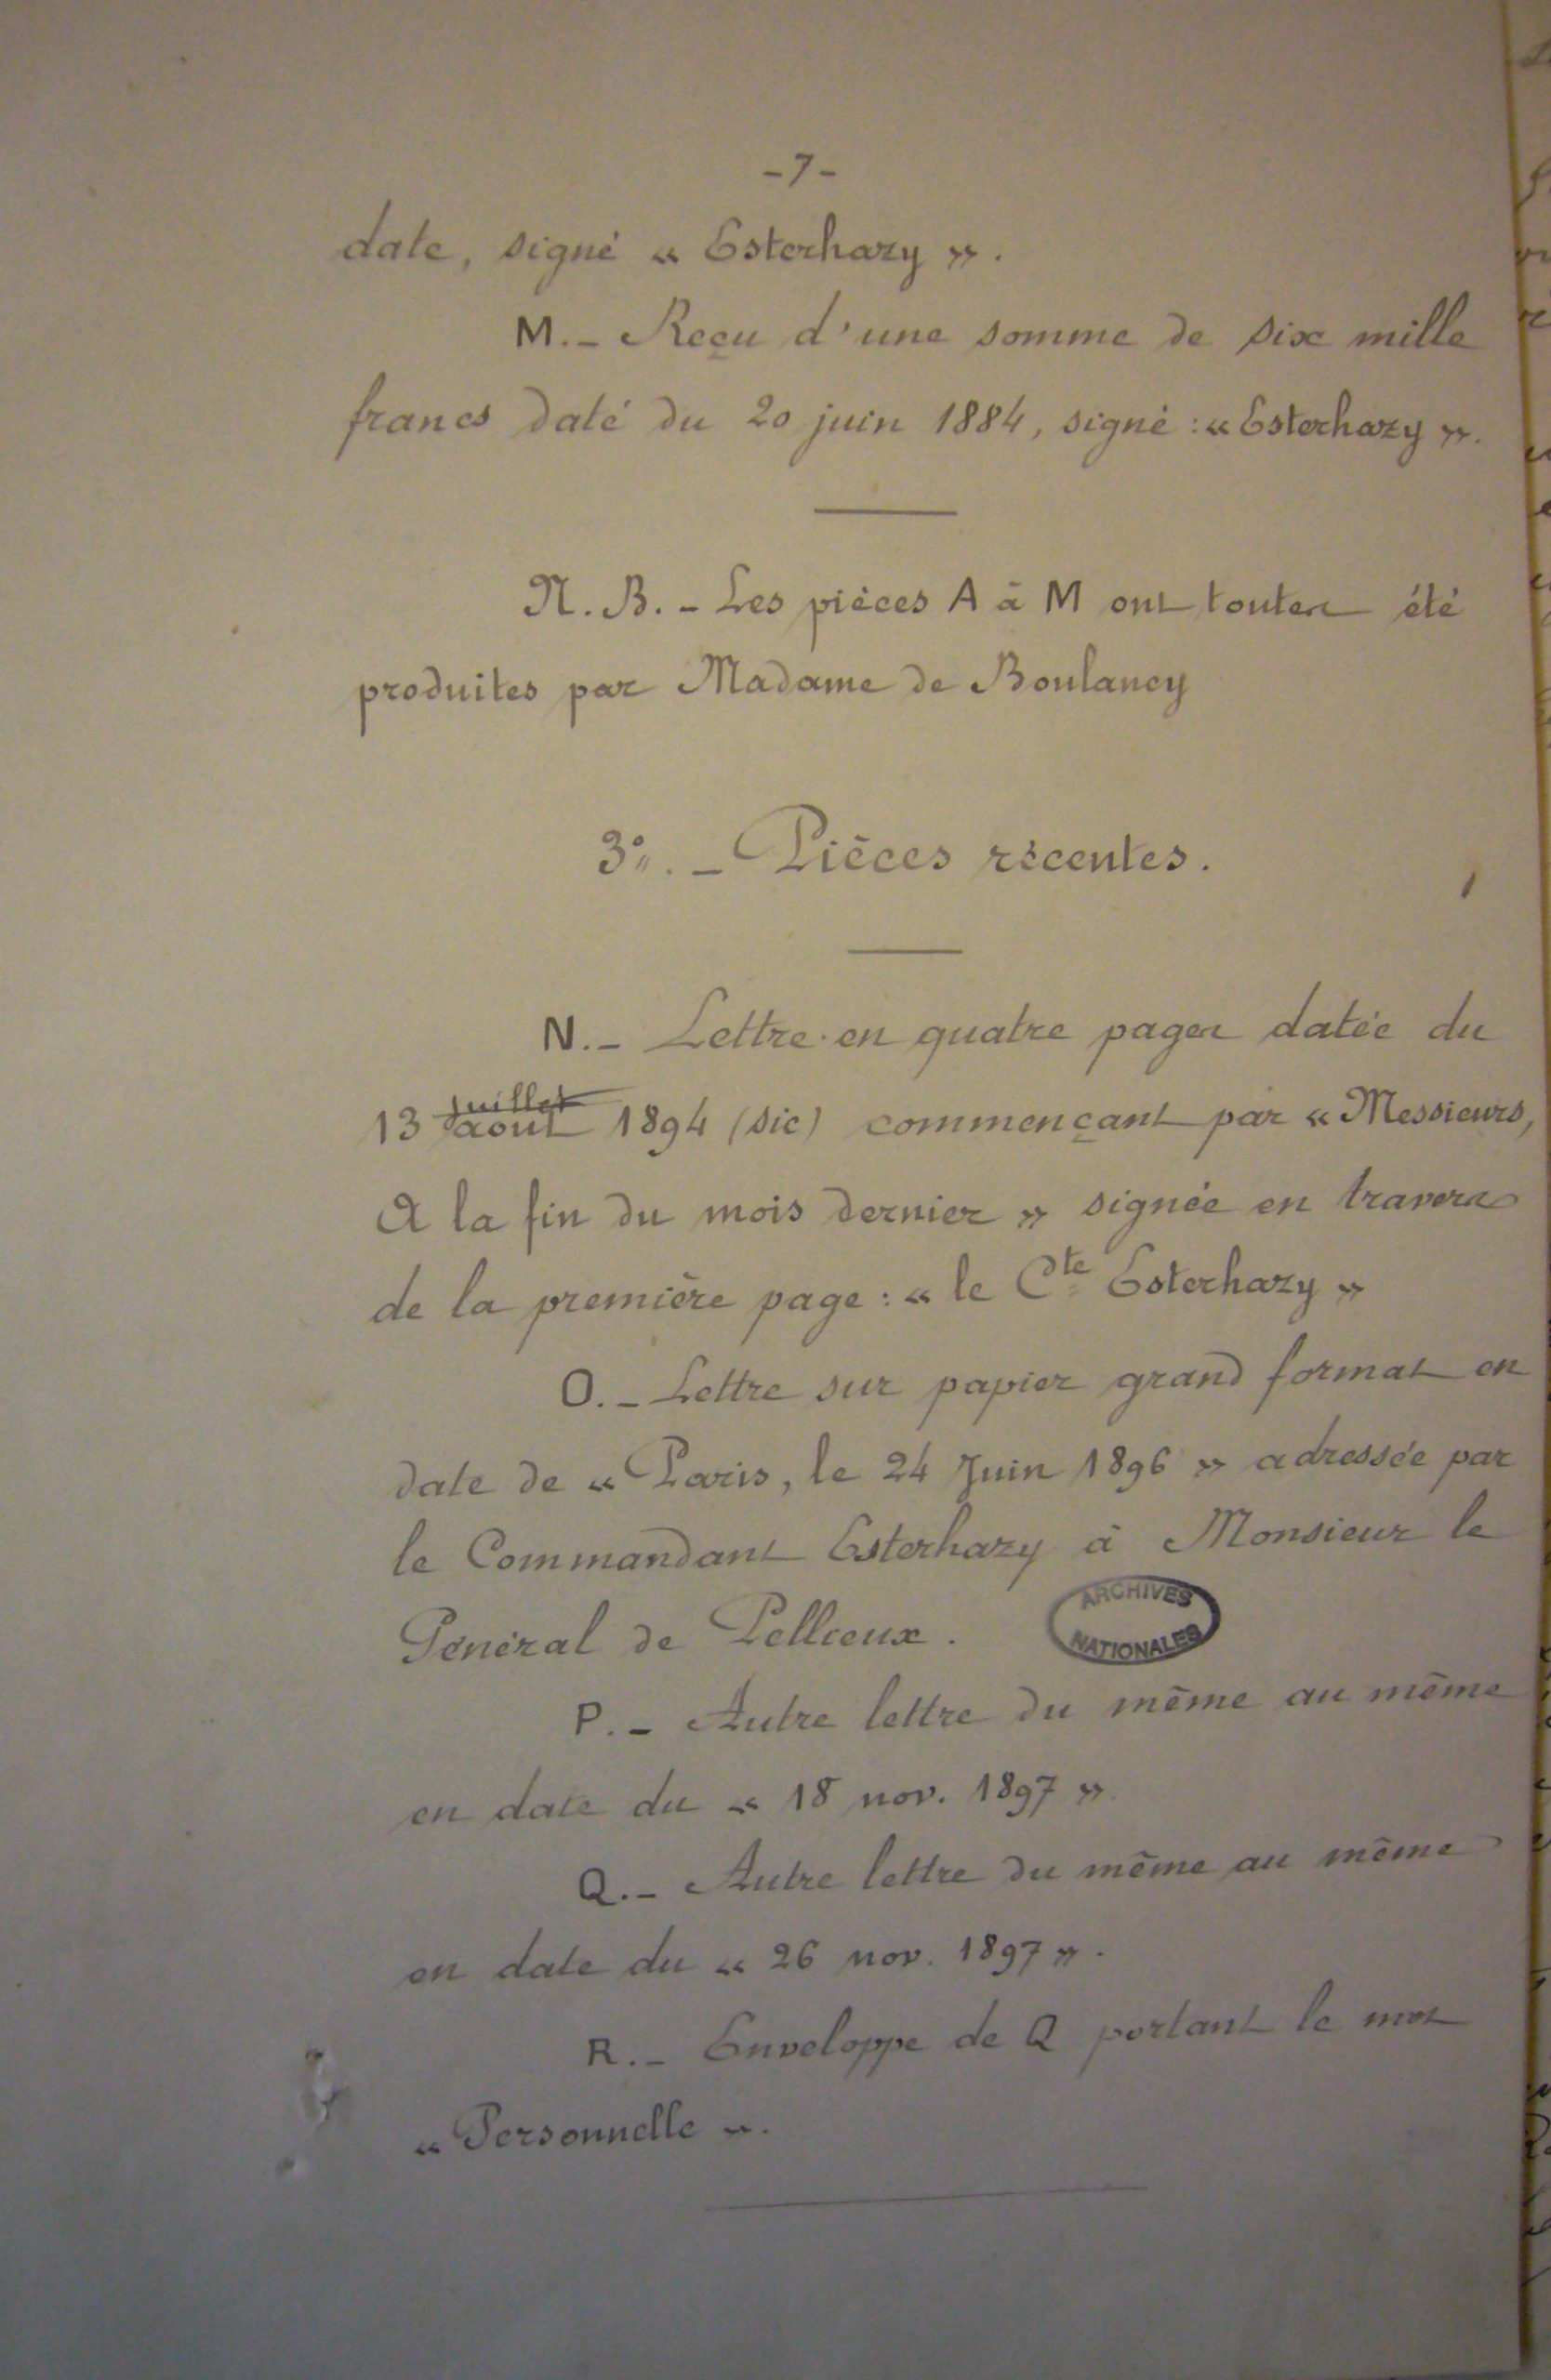 -7-
date, signé « Esterhazy ».
M. – Reçu d'une somme de six mille
francs daté du 20 juin 1884, signé : « Esterhazy ».
N. B. – Les pièces A à M ont toutes été
produites par Madame de Boulancy
3°. – Pièces récentes.
N. – Lettre en quatre pages datée du
juillet
13 août 1894 (sic) commençant par « Messieurs,
A la fin du mois dernier » signée en travers
de la première page : « le Cte Esterhazy »
O. – Lettre sur papier grand format en
date de « Paris, le 24 Juin 1896 » adressée par
le Commandant Esterhazy à Monsieur le
Général de Pellieux.
ARCHIVES
NATIONALES
P. – Autre lettre du même au même
en date du « 18 nov. 1897 ».
Q. – Autre lettre du même au même
en date du « 26 nov. 1897 ».
R. – Enveloppe de Q portant le mot
« Personnelle ».